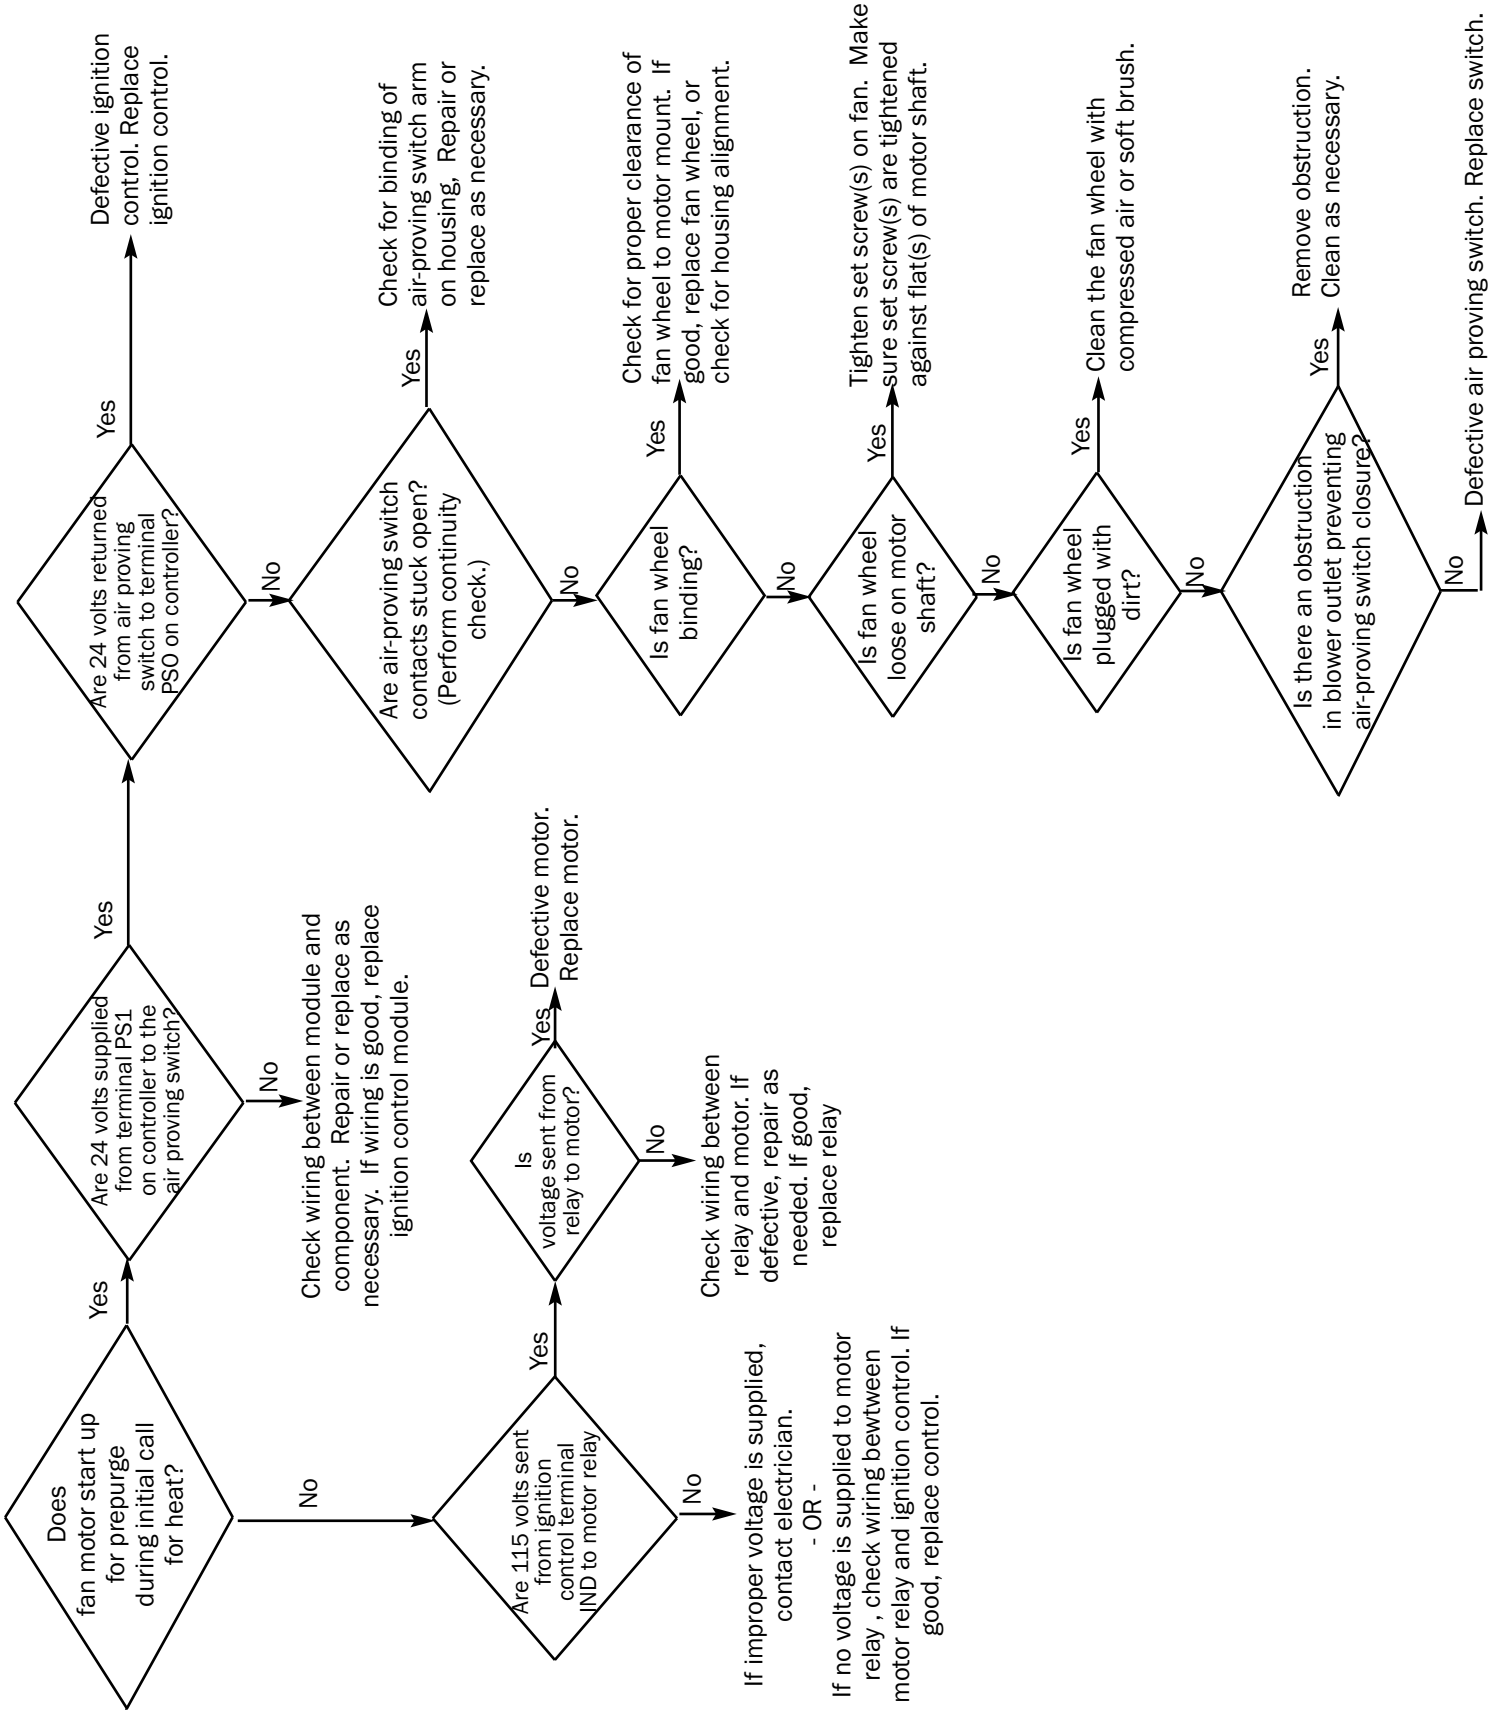 Does
fan motor start up
for prepurge
during initial call
for heat?
Yes
No
Are 24 volts supplied
from terminal PS1
on controller to the
air proving switch?
Yes
No
Check wiring between module and
component. Repair or replace as
necessary. If wiring is good, replace
ignition control module.
Are 24 volts returned
from air proving
switch to terminal
PSO on controller?
Yes
Defective ignition
control. Replace
ignition control.
No
Are air-proving switch
contacts stuck open?
(Perform continuity
check.)
Yes
Check for binding of
air-proving switch arm
on housing, Repair or
replace as necessary.
No
Is fan wheel
binding?
Yes
Check for proper clearance of
fan wheel to motor mount. If
good, replace fan wheel, or
check for housing alignment.
No
Is fan wheel
loose on motor
shaft?
Yes
Tighten set screw(s) on fan. Make
sure set screw(s) are tightened
against flat(s) of motor shaft.
No
Is fan wheel
plugged with
dirt?
Yes
Clean the fan wheel with
compressed air or soft brush.
No
Is there an obstruction
in blower outlet preventing
air-proving switch closure?
Yes
Remove obstruction.
Clean as necessary.
No
Defective air proving switch. Replace switch.
Are 115 volts sent
from ignition
control terminal
IND to motor relay
Yes
No
If improper voltage is supplied,
contact electrician.
- OR -
If no voltage is supplied to motor
relay , check wiring bewtween
motor relay and ignition control. If
good, replace control.
Is
voltage sent from
relay to motor?
Yes
Defective motor.
Replace motor.
No
Check wiring between
relay and motor. If
defective, repair as
needed. If good,
replace relay